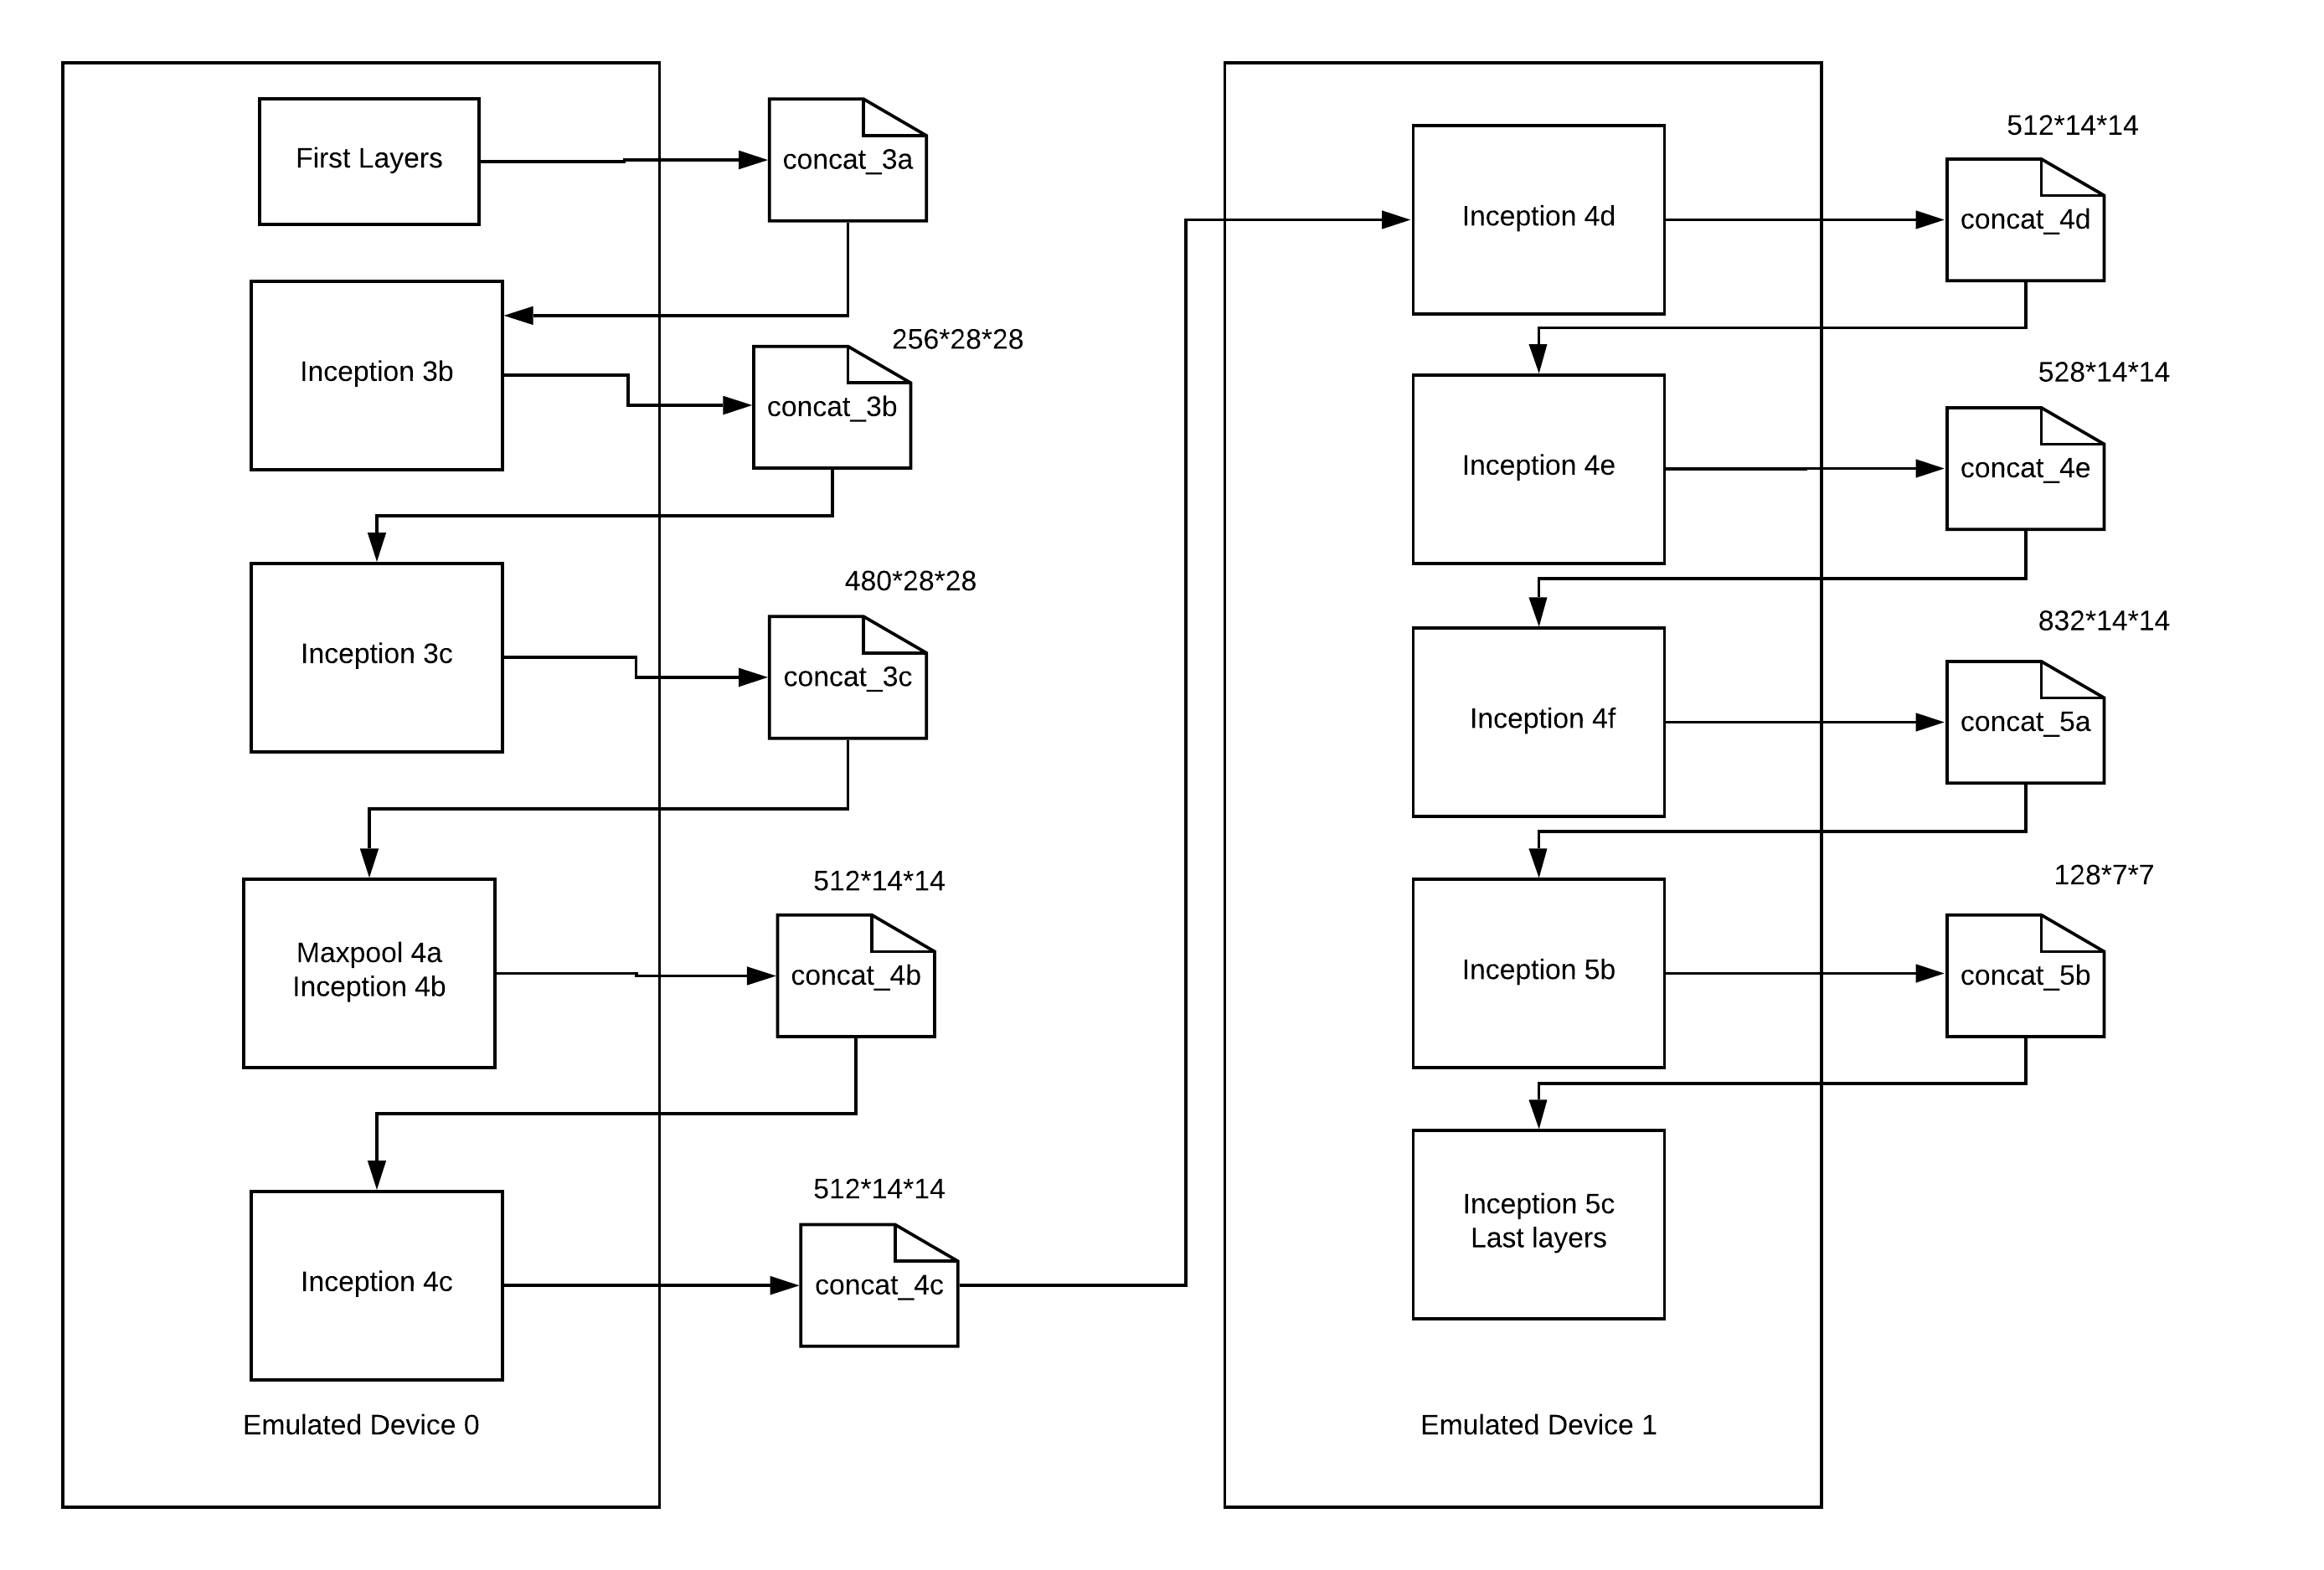 First Layers
concat_3a
Inception 3b
256*28*28
concat_3b
Inception 3c
480*28*28
concat_3c
Maxpool 4a
Inception 4b
512*14*14
concat_4b
Inception 4c
512*14*14
concat_4c
Emulated Device 0
Inception 4d
512*14*14
concat_4d
Inception 4e
528*14*14
concat_4e
Inception 4f
832*14*14
concat_5a
Inception 5b
128*7*7
concat_5b
Inception 5c
Last layers
Emulated Device 1